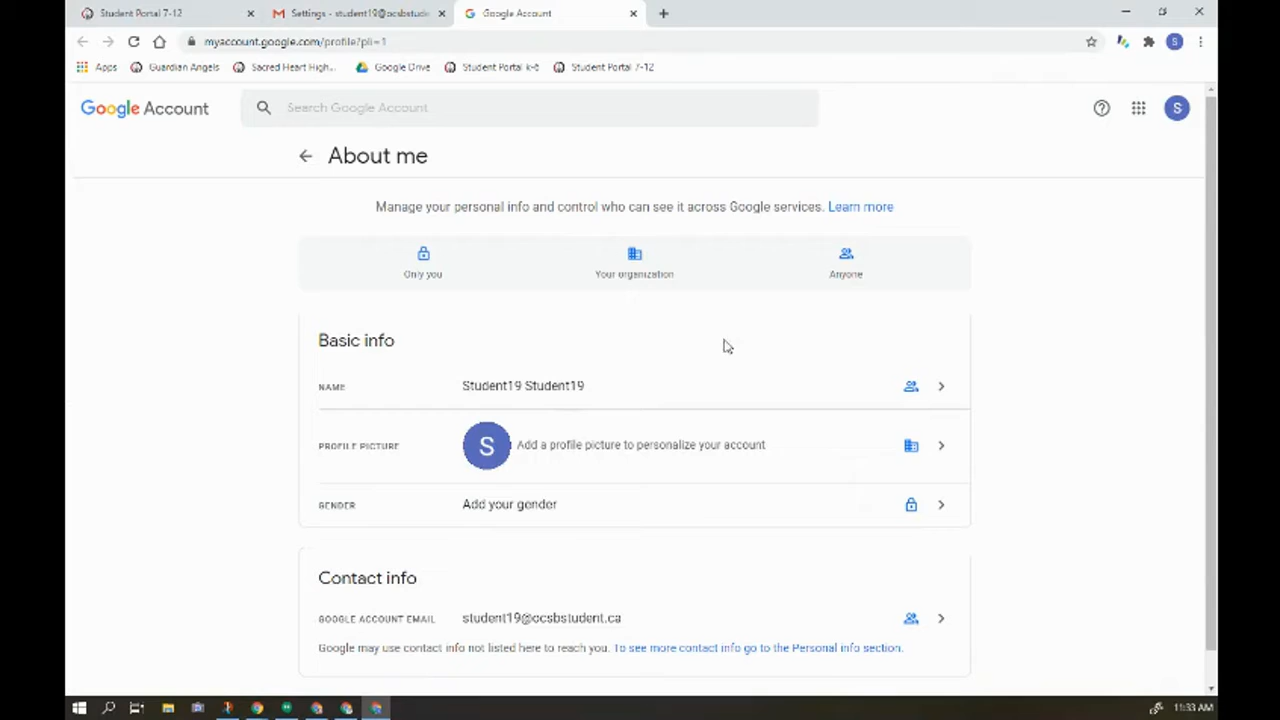 Student Portal 7-12
Settings - student19@ocsbstude
Google Account
myaccount.google.com/profile?pli=1
S
Apps
Guardian Angels
Sacred Heart High...
Google Drive
Student Portal k-6
Student Portal 7-12
Google Account
Search Google Account
S
About me
Manage your personal info and control who can see it across Google services. Learn more
Only you
Your organization
Anyone
Basic info
NAME
Student19 Student19
PROFILE PICTURE
S
Add a profile picture to personalize your account
GENDER
Add your gender
Contact info
GOOGLE ACCOUNT EMAIL
student19@ocsbstudent.ca
Google may use contact info not listed here to reach you. To see more contact info go to the Personal info section.
11:33 AM